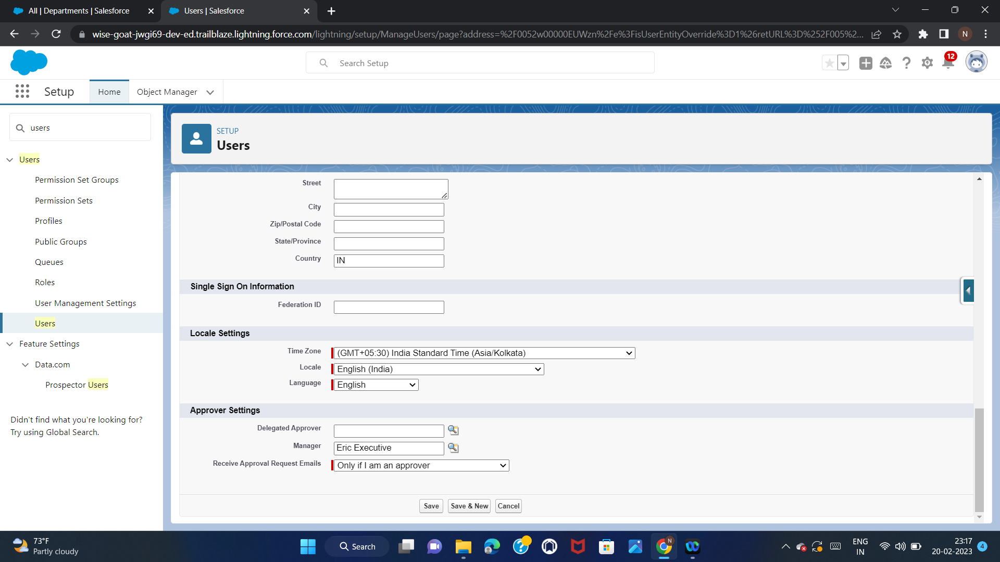 All | Departments | Salesforce
Users | Salesforce
wise-goat-jwgi69-dev-ed.trailblaze.lightning.force.com/lightning/setup/ManageUsers/page?address=%2F0052w00000EUWzn%2Fe%3FisUserEntityOverride%3D1%26retURL%3D%252F005%2...
N
Search Setup
12
Setup
Home
Object Manager
users
Users
Permission Set Groups
Permission Sets
Profiles
Public Groups
Queues
Roles
User Management Settings
Users
Feature Settings
Data.com
Prospector Users
Didn't find what you're looking for?
Try using Global Search.
SETUP
Users
Street
City
Zip/Postal Code
State/Province
Country
IN
Single Sign On Information
Federation ID
Locale Settings
Time Zone
(GMT+05:30) India Standard Time (Asia/Kolkata)
Locale
English (India)
Language
English
Approver Settings
Delegated Approver
Manager
Eric Executive
Receive Approval Request Emails
Only if I am an approver
Save
Save & New
Cancel
73°F
Partly cloudy
Search
N
ENG
IN
23:17
20-02-2023
4